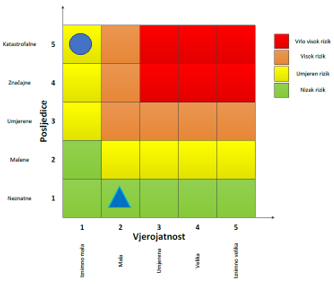 Katastrofalne 5
Značajne 4
Umjerene 3
Malene 2
Neznatne 1
Posljedice
1 2 3 4 5
Vjerojatnost
Iznimno mala
Mala
Umjerena
Velika
Iznimno velika
Vrlo visok rizik
Visok rizik
Umjeren rizik
Nizak rizik